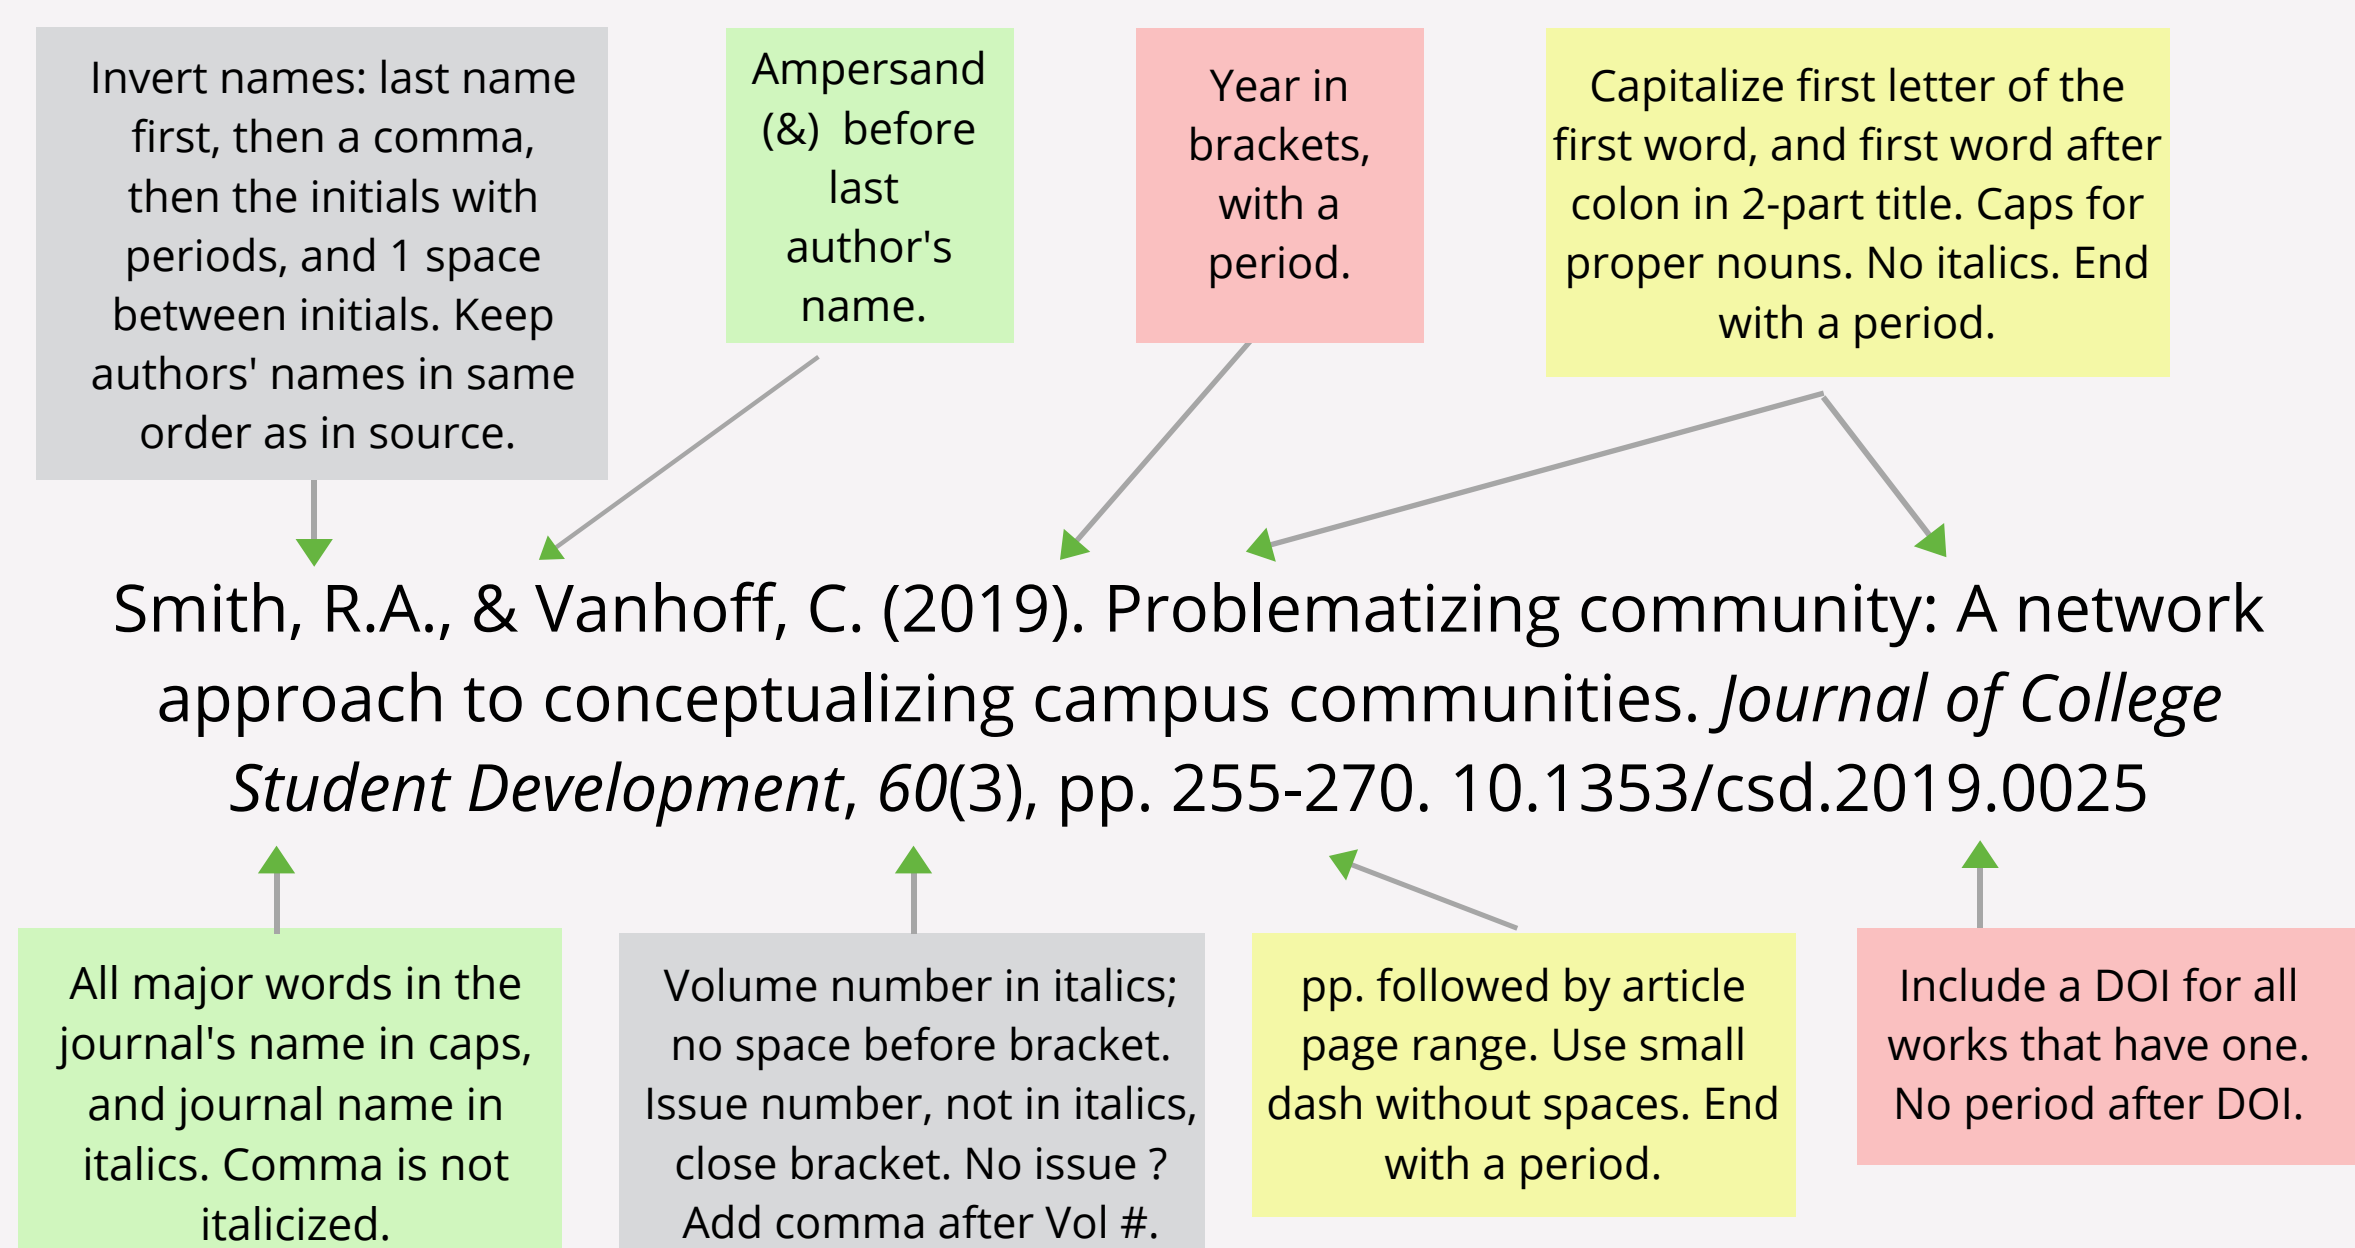 Invert names: last name
first, then a comma,
then the initials with
periods, and 1 space
between initials. Keep
authors' names in same
order as in source.
Ampersand
(&)  before
last
author's
name.
Year in
brackets,
with a
period.
Capitalize first letter of the
first word, and first word after
colon in 2-part title. Caps for
proper nouns. No italics. End
with a period.
Smith, R.A., & Vanhoff, C. (2019). Problematizing community: A network
approach to conceptualizing campus communities. Journal of College
Student Development, 60(3), pp. 255-270. 10.1353/csd.2019.0025
All major words in the
journal's name in caps,
and journal name in
italics. Comma is not
italicized.
Volume number in italics;
no space before bracket.
Issue number, not in italics,
close bracket. No issue ?
Add comma after Vol #.
pp. followed by article
page range. Use small
dash without spaces. End
with a period.
Include a DOI for all
works that have one.
No period after DOI.